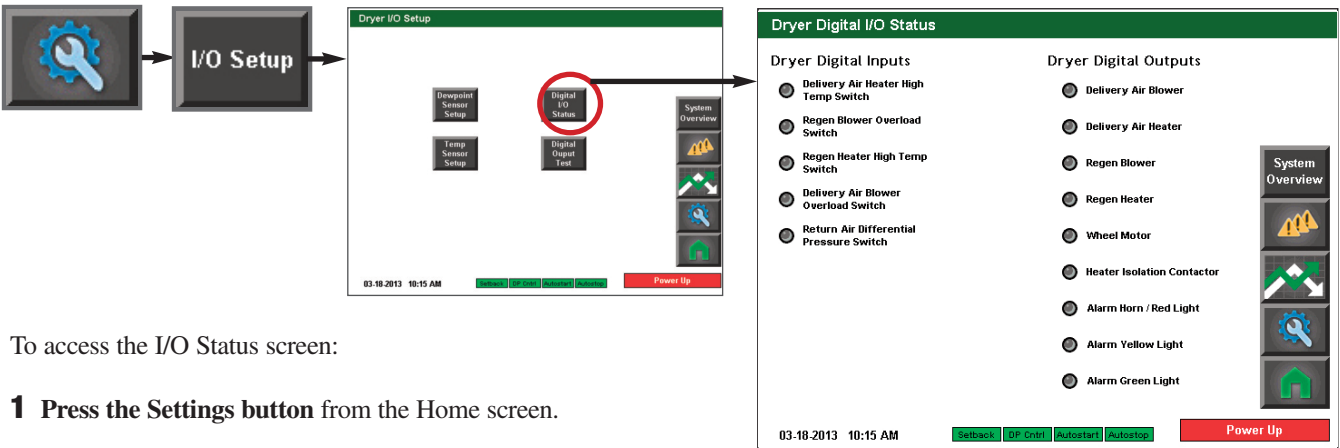 I/O Setup
Dryer I/O Setup
Dewpoint
Sensor
Setup
Digital
I/O
Status
Temp
Sensor
Setup
Digital
Ouput
Test
System
Overview
03-18-2013 10:15 AM
Setback DP Cntrl Autostart Autostop
Power Up
Dryer Digital I/O Status
Dryer Digital Inputs
Delivery Air Heater High
Temp Switch
Regen Blower Overload
Switch
Regen Heater High Temp
Switch
Delivery Air Blower
Overload Switch
Return Air Differential
Pressure Switch
Dryer Digital Outputs
Delivery Air Blower
Delivery Air Heater
Regen Blower
Regen Heater
Wheel Motor
Heater Isolation Contactor
Alarm Horn / Red Light
Alarm Yellow Light
Alarm Green Light
System
Overview
03-18-2013 10:15 AM
Setback DP Cntrl Autostart Autostop
Power Up
To access the I/O Status screen:
1 Press the Settings button from the Home screen.